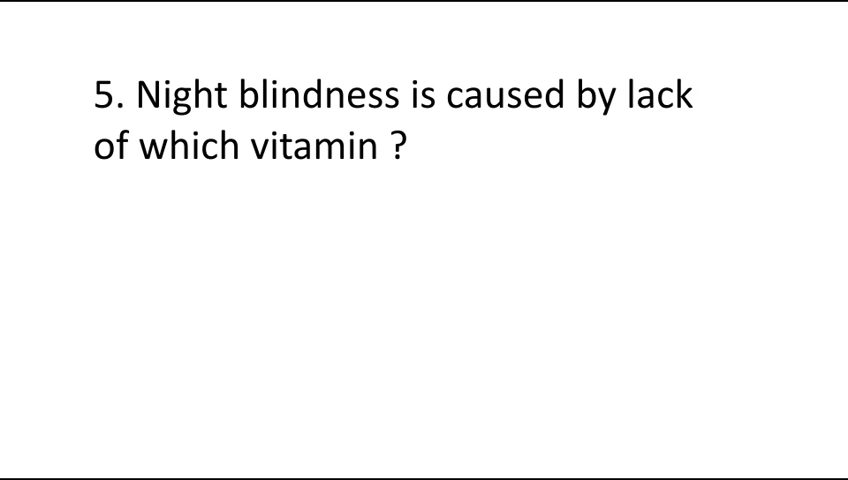 5. Night blindness is caused by lack
of which vitamin ?